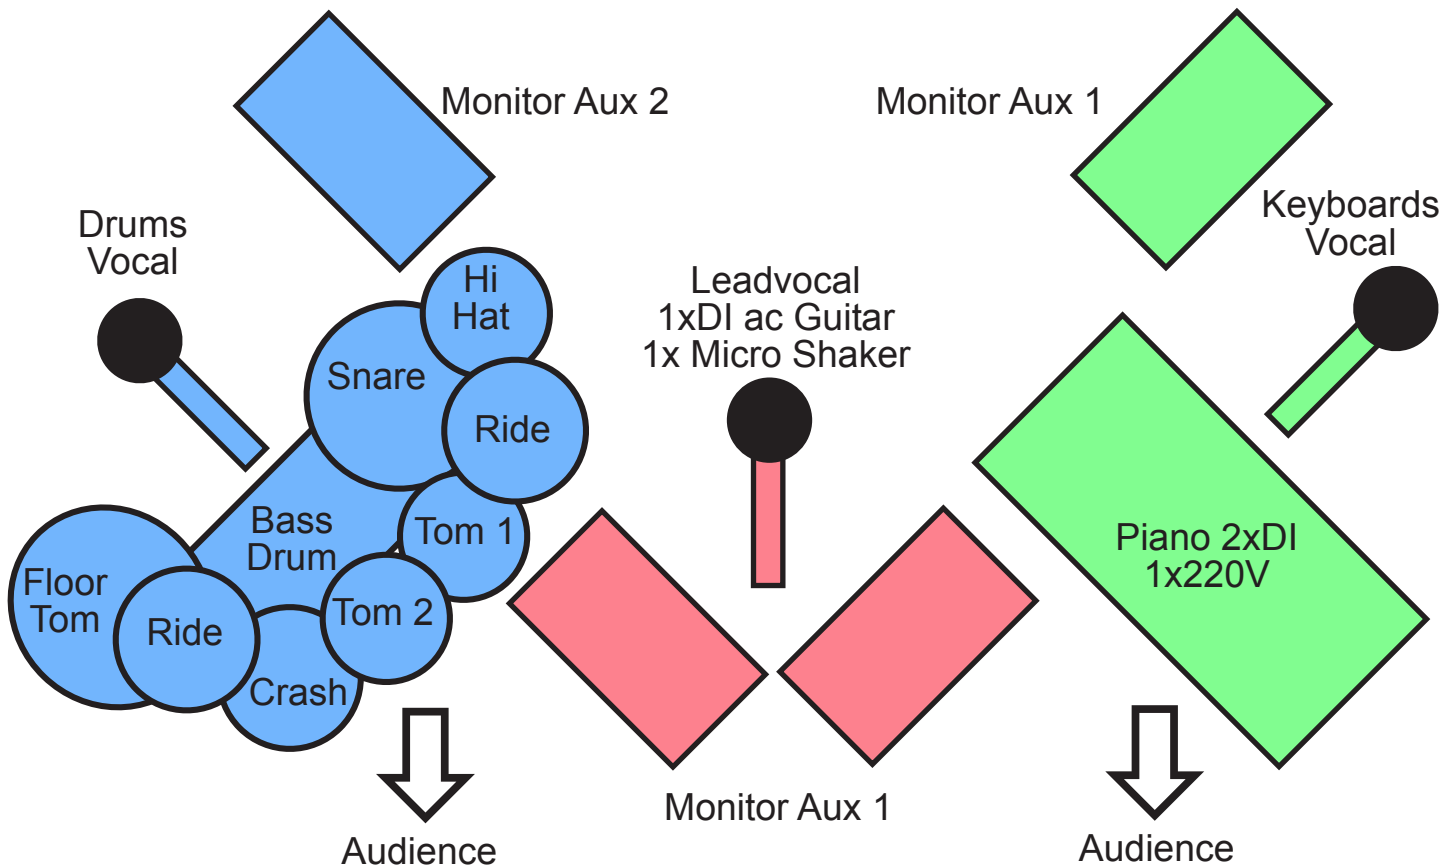 Monitor Aux 2
Monitor Aux 1
Drums
Vocal
Keyboards
Vocal
Hi
Hat
Leadvocal
1xDI ac Guitar
1x Micro Shaker
Snare
Ride
Bass
Drum
Tom 1
Piano 2xDI
1x220V
Floor
Tom
Ride
Tom 2
Crash
Monitor Aux 1
Audience
Audience